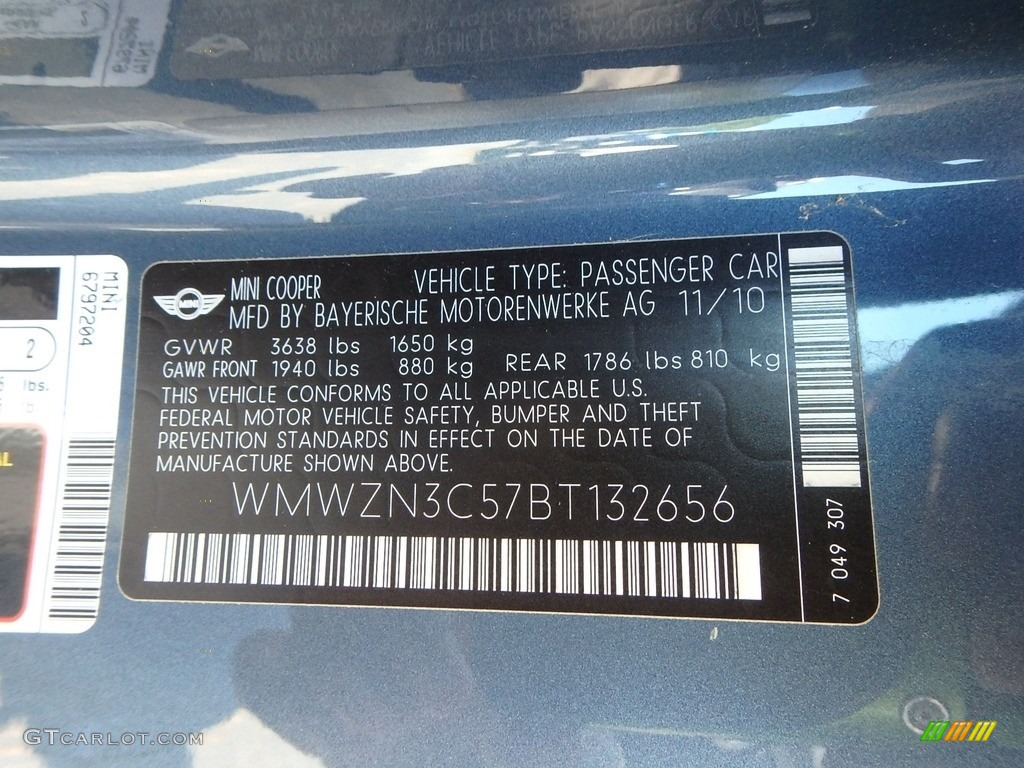 MINI
6797204
2
lbs.
MINI
MINI COOPER VEHICLE TYPE: PASSENGER CAR
MFD BY BAYERISCHE MOTORENWERKE AG 11/10
GVWR 3638 lbs 1650 kg
GAWR FRONT 1940 lbs 880 kg REAR 1786 lbs 810 kg
THIS VEHICLE CONFORMS TO ALL APPLICABLE U.S.
FEDERAL MOTOR VEHICLE SAFETY, BUMPER AND THEFT
PREVENTION STANDARDS IN EFFECT ON THE DATE OF
MANUFACTURE SHOWN ABOVE.
WMWZN3C57BT132656
7 049 307
GTCARLOT.COM